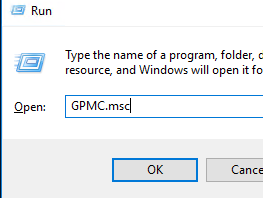 Run
Type the name of a program, folder,
resource, and Windows will open it fo
Open: GPMC.msc
OK
Cance